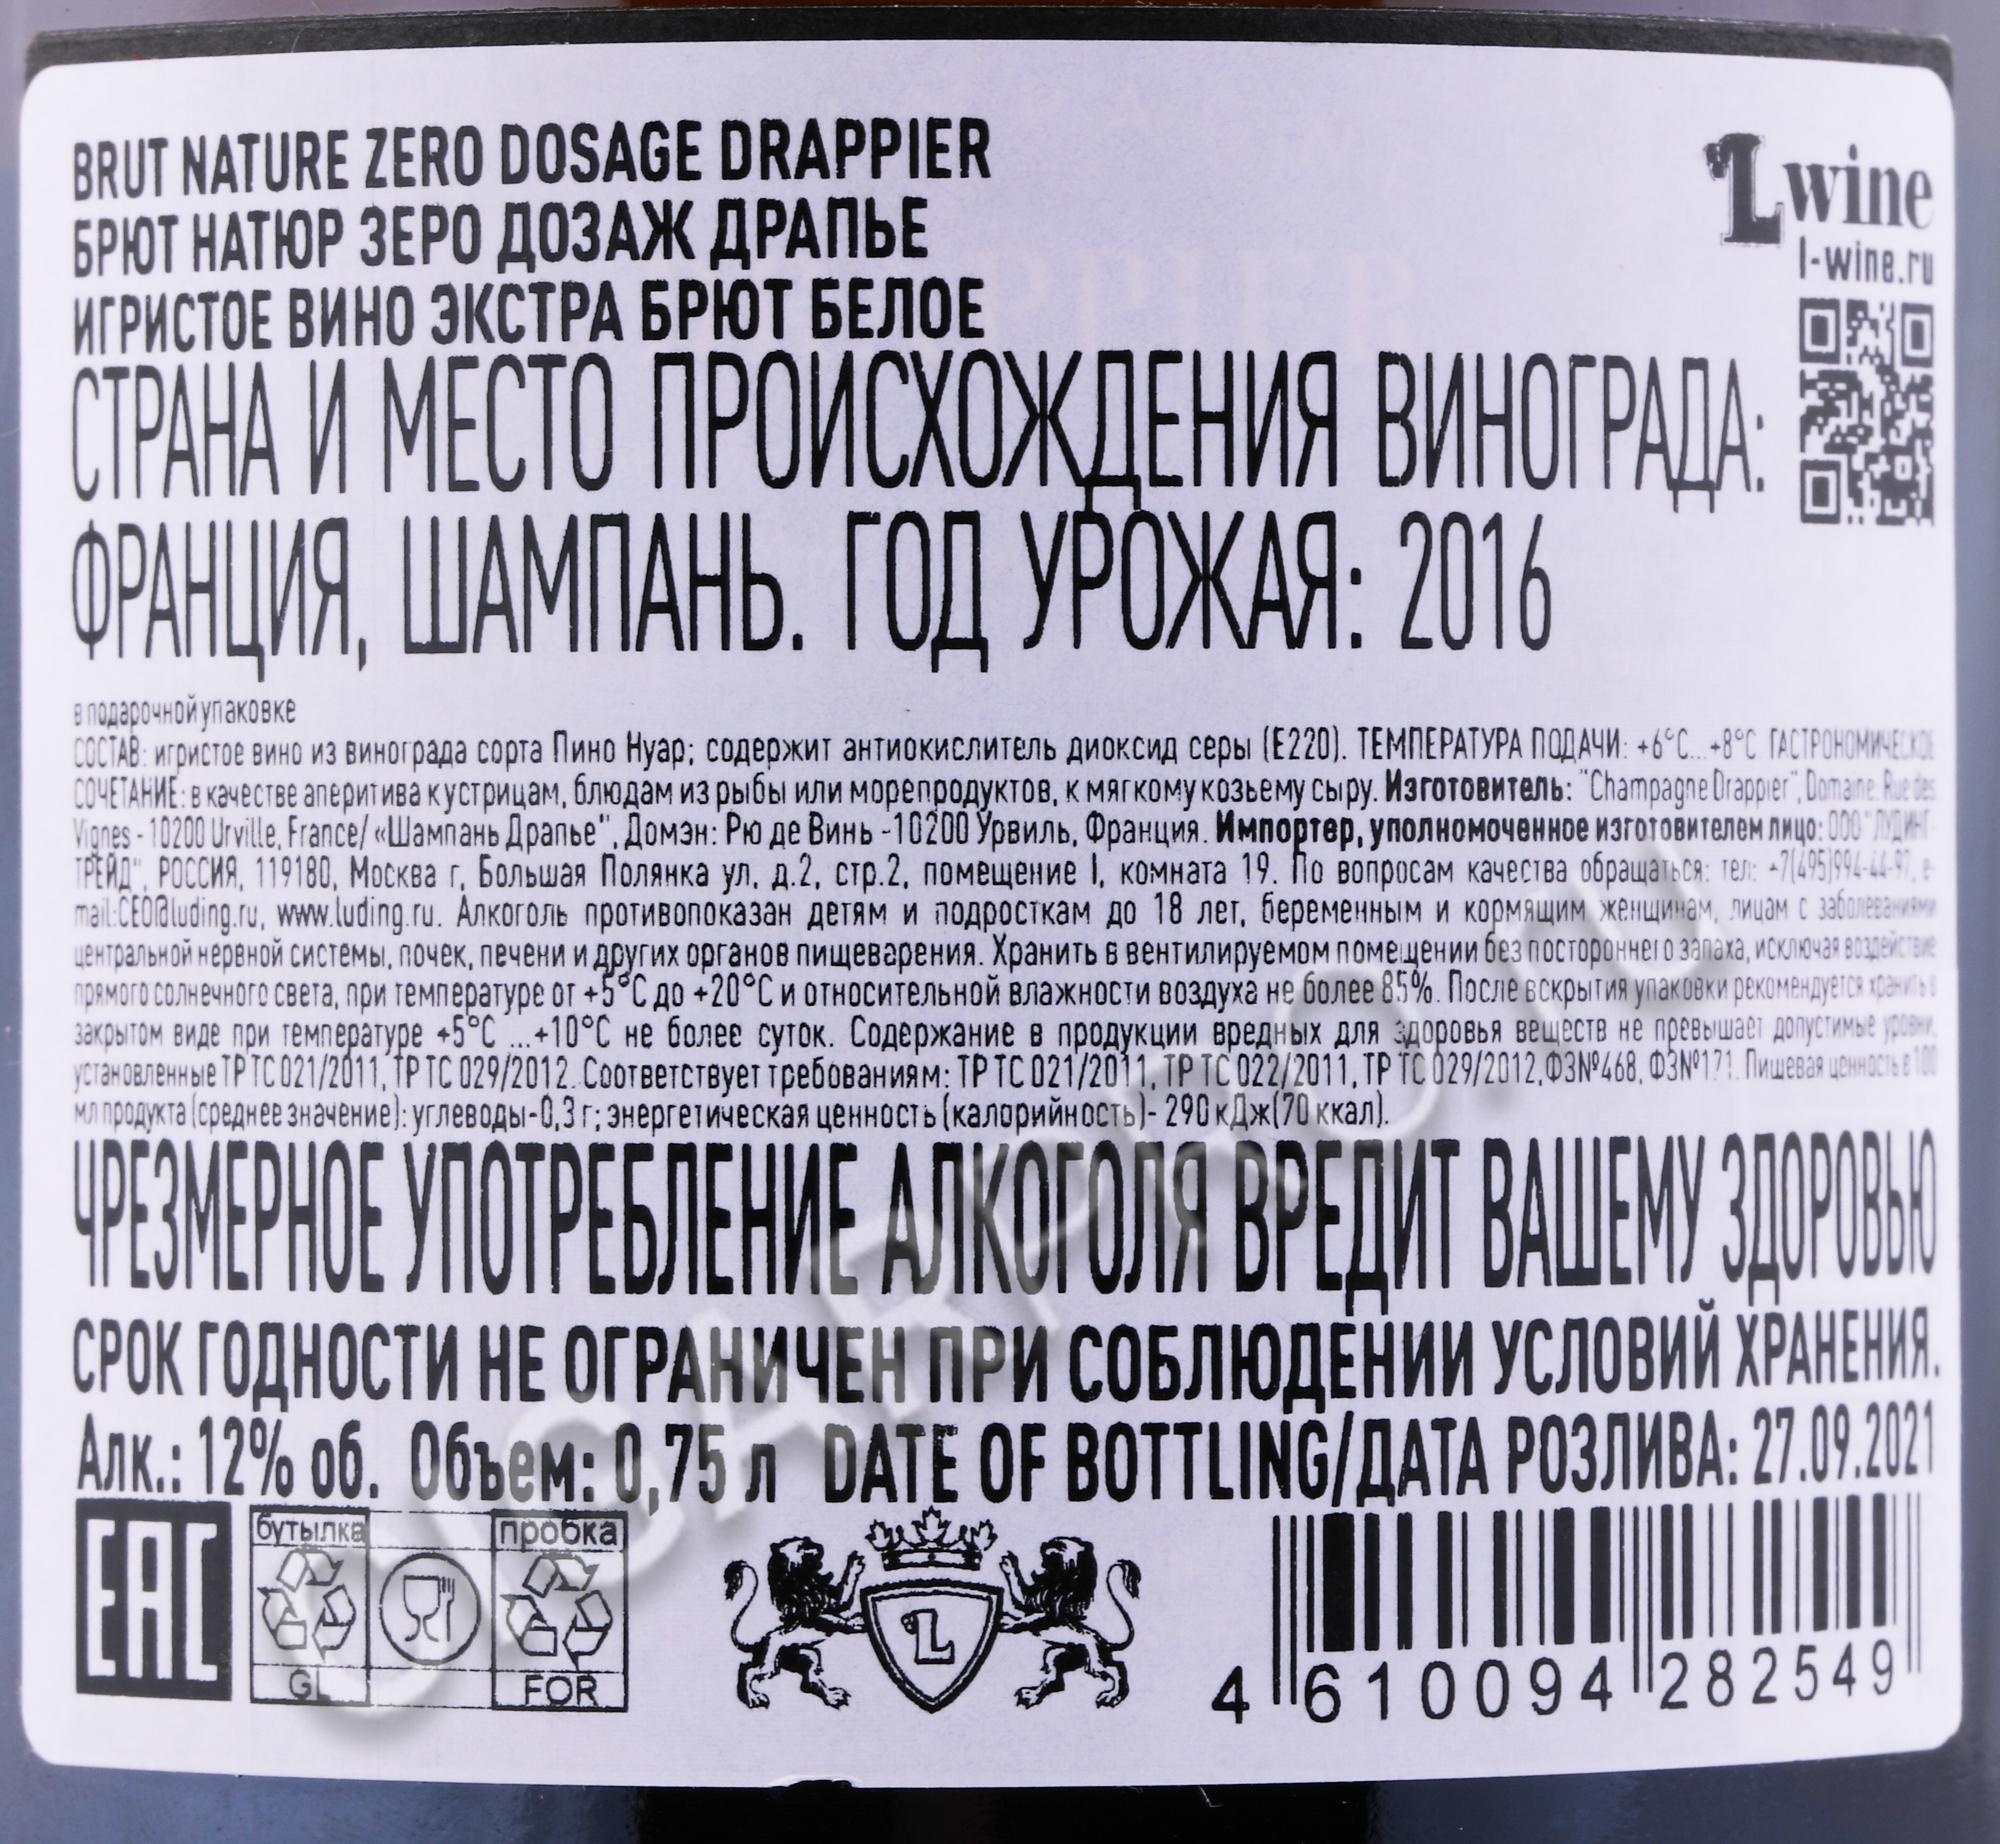 BRUT NATURE ZERO DOSAGE DRAPPIER
БРЮТ НАТЮР ЗЕРО ДОЗАЖ ДРАПЬЕ
ИГРИСТОЕ ВИНО ЭКСТРА БРЮТ БЕЛОЕ
L wine
l-wine.ru
СТРАНА И МЕСТО ПРОИСХОЖДЕНИЯ ВИНОГРАДА:
ФРАНЦИЯ, ШАМПАНЬ. ГОД УРОЖАЯ: 2016
в подарочной упаковке
СОСТАВ: игристое вино из винограда сорта Пино Нуар; содержит антиокислитель диоксид серы (E220). ТЕМПЕРАТУРА ПОДАЧИ: +6°C...+8°C ГАСТРОНОМИЧЕСКОЕ
СОЧЕТАНИЕ: в качестве аперитива к устрицам, блюдам из рыбы или морепродуктов, к мягкому козьему сыру. Изготовитель: "Champagne Drappier", Domaine: Rue des
Vignes - 10200 Urville, France/ «Шампань Драпье", Домэн: Рю де Винь -10200 Урвиль, Франция. Импортер, уполномоченное изготовителем лицо: ООО "ЛУДИНГ-
ТРЕЙД", РОССИЯ, 119180, Москва г, Большая Полянка ул, д.2, стр.2, помещение I, комната 19. По вопросам качества обращаться: тел: +7(495)994-44-97, e-
mail:CEO@luding.ru, www.luding.ru. Алкоголь противопоказан детям и подросткам до 18 лет, беременным и кормящим женщинам, лицам с заболеваниями
центральной нервной системы, почек, печени и других органов пищеварения. Хранить в вентилируемом помещении без постороннего запаха, исключая воздействие
прямого солнечного света, при температуре от +5°C до +20°C и относительной влажности воздуха не более 85%. После вскрытия упаковки рекомендуется хранить в
закрытом виде при температуре +5°C ...+10°C не более суток. Содержание в продукции вредных для здоровья веществ не превышает допустимые уровни,
установленные ТР ТС 021/2011, ТР ТС 029/2012. Соответствует требованиям: ТР ТС 021/2011, ТР ТС 022/2011, ТР ТС 029/2012, ФЗ№468, ФЗ№171. Пищевая ценность в 100
мл продукта (среднее значение): углеводы-0,3 г; энергетическая ценность (калорийность)- 290 кДж(70 ккал).
ЧРЕЗМЕРНОЕ УПОТРЕБЛЕНИЕ АЛКОГОЛЯ ВРЕДИТ ВАШЕМУ ЗДОРОВЬЮ
СРОК ГОДНОСТИ НЕ ОГРАНИЧЕН ПРИ СОБЛЮДЕНИИ УСЛОВИЙ ХРАНЕНИЯ.
Алк.: 12% об. Объем: 0,75 л DATE OF BOTTLING/ДАТА РОЗЛИВА: 27.09.2021
EAC
бутылка
GL
пробка
FOR
L
4 610094 282549
CIGARPRO.ru